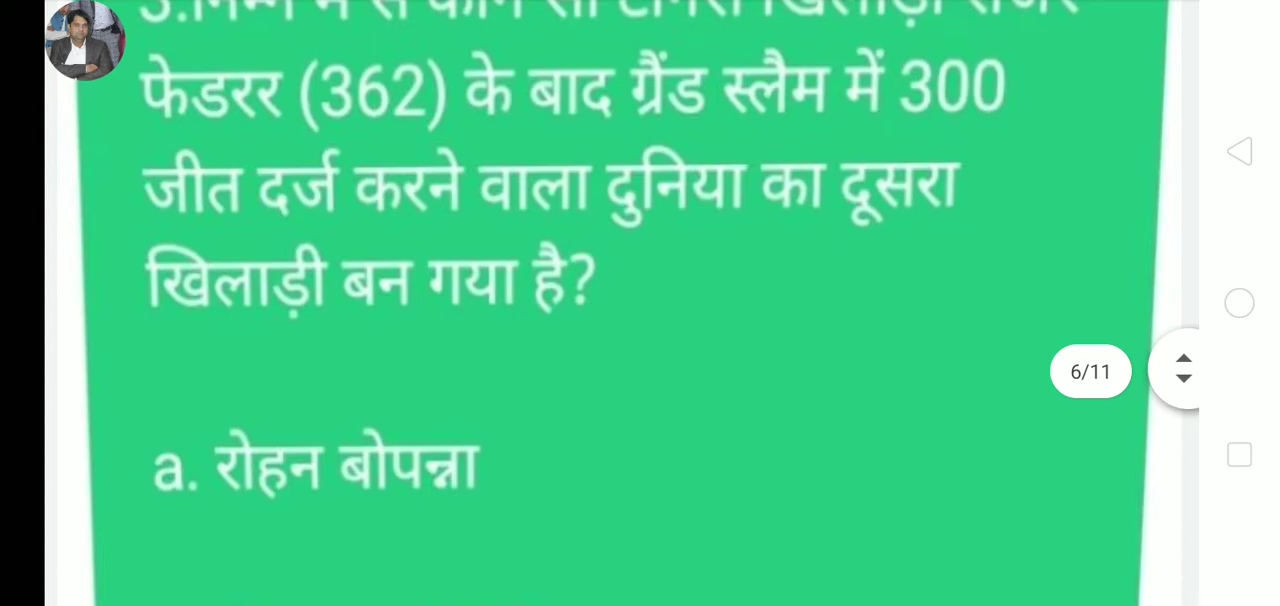 फेडरर (362) के बाद ग्रैंड स्लैम में 300
जीत दर्ज करने वाला दुनिया का दूसरा
खिलाड़ी बन गया है?
6/11
a. रोहन बोपन्ना